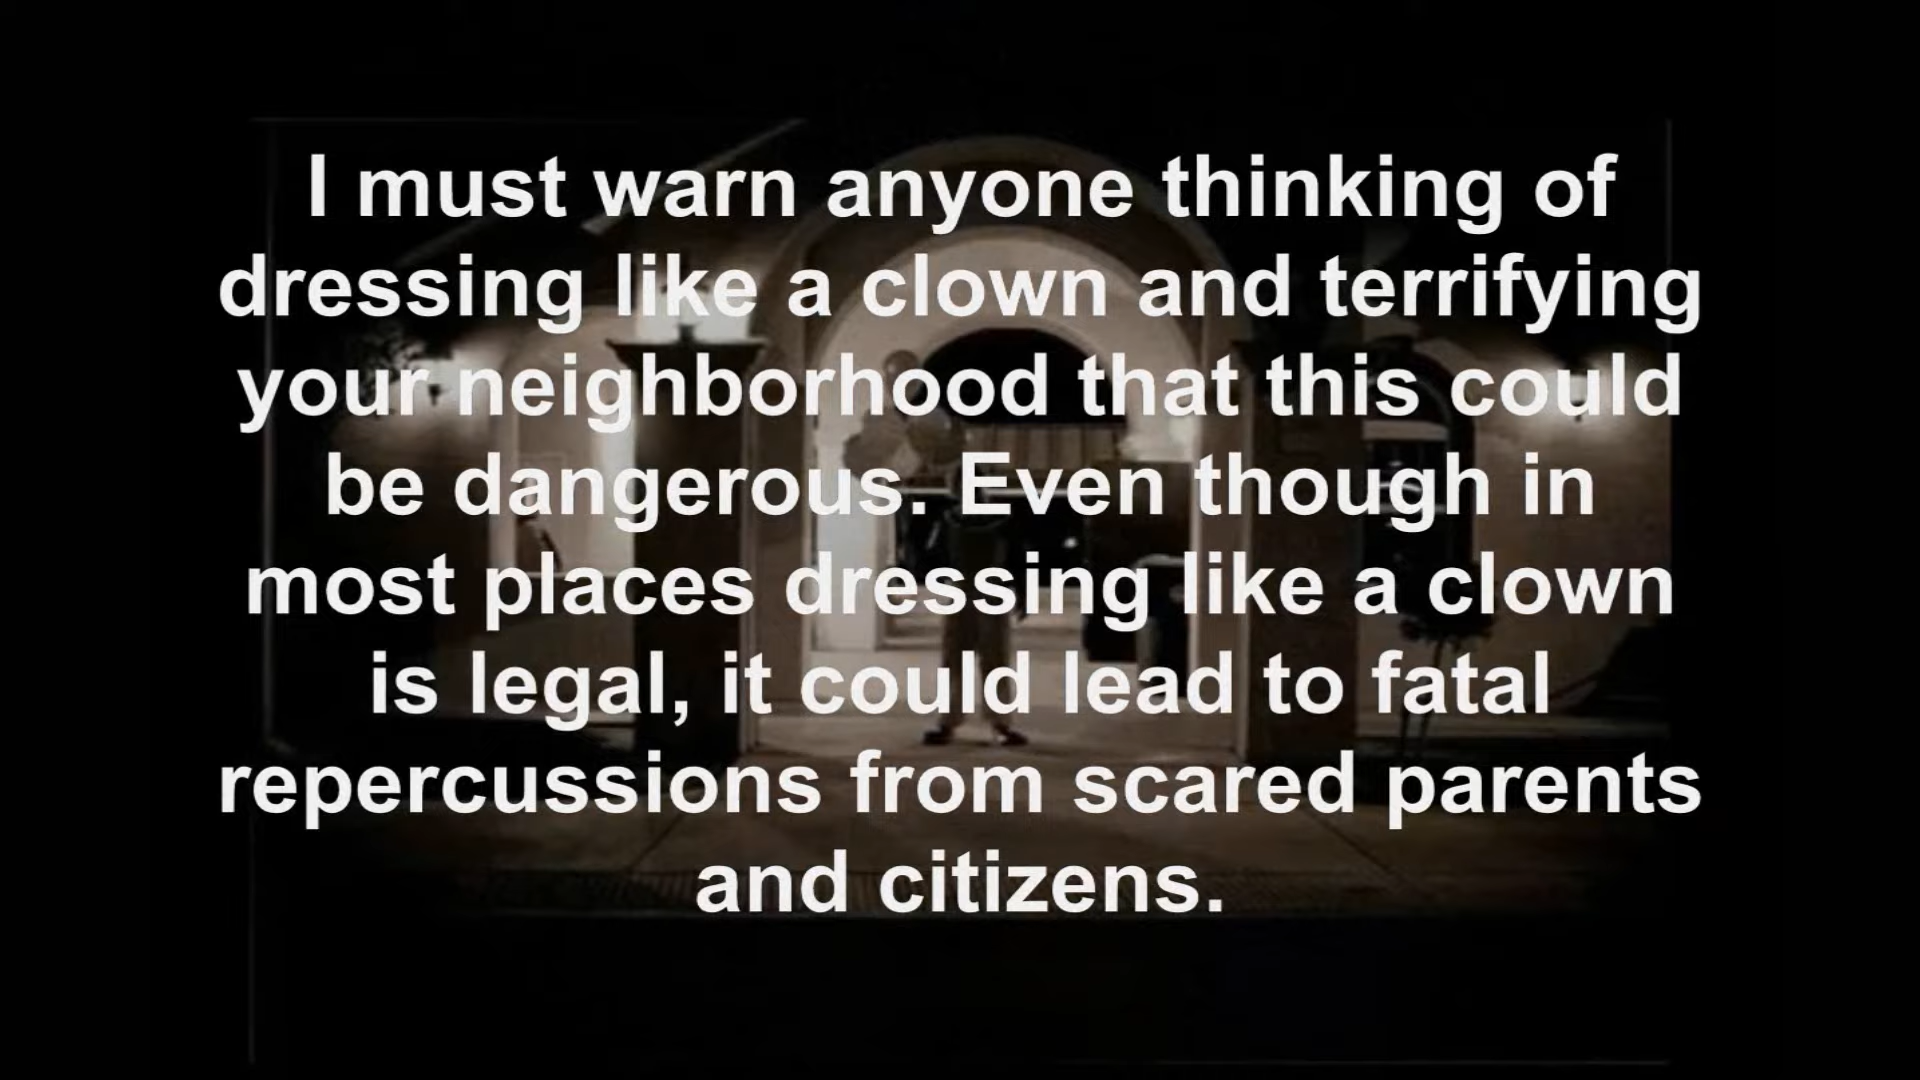 I must warn anyone thinking of
dressing like a clown and terrifying
your neighborhood that this could
be dangerous. Even though in
most places dressing like a clown
is legal, it could lead to fatal
repercussions from scared parents
and citizens.